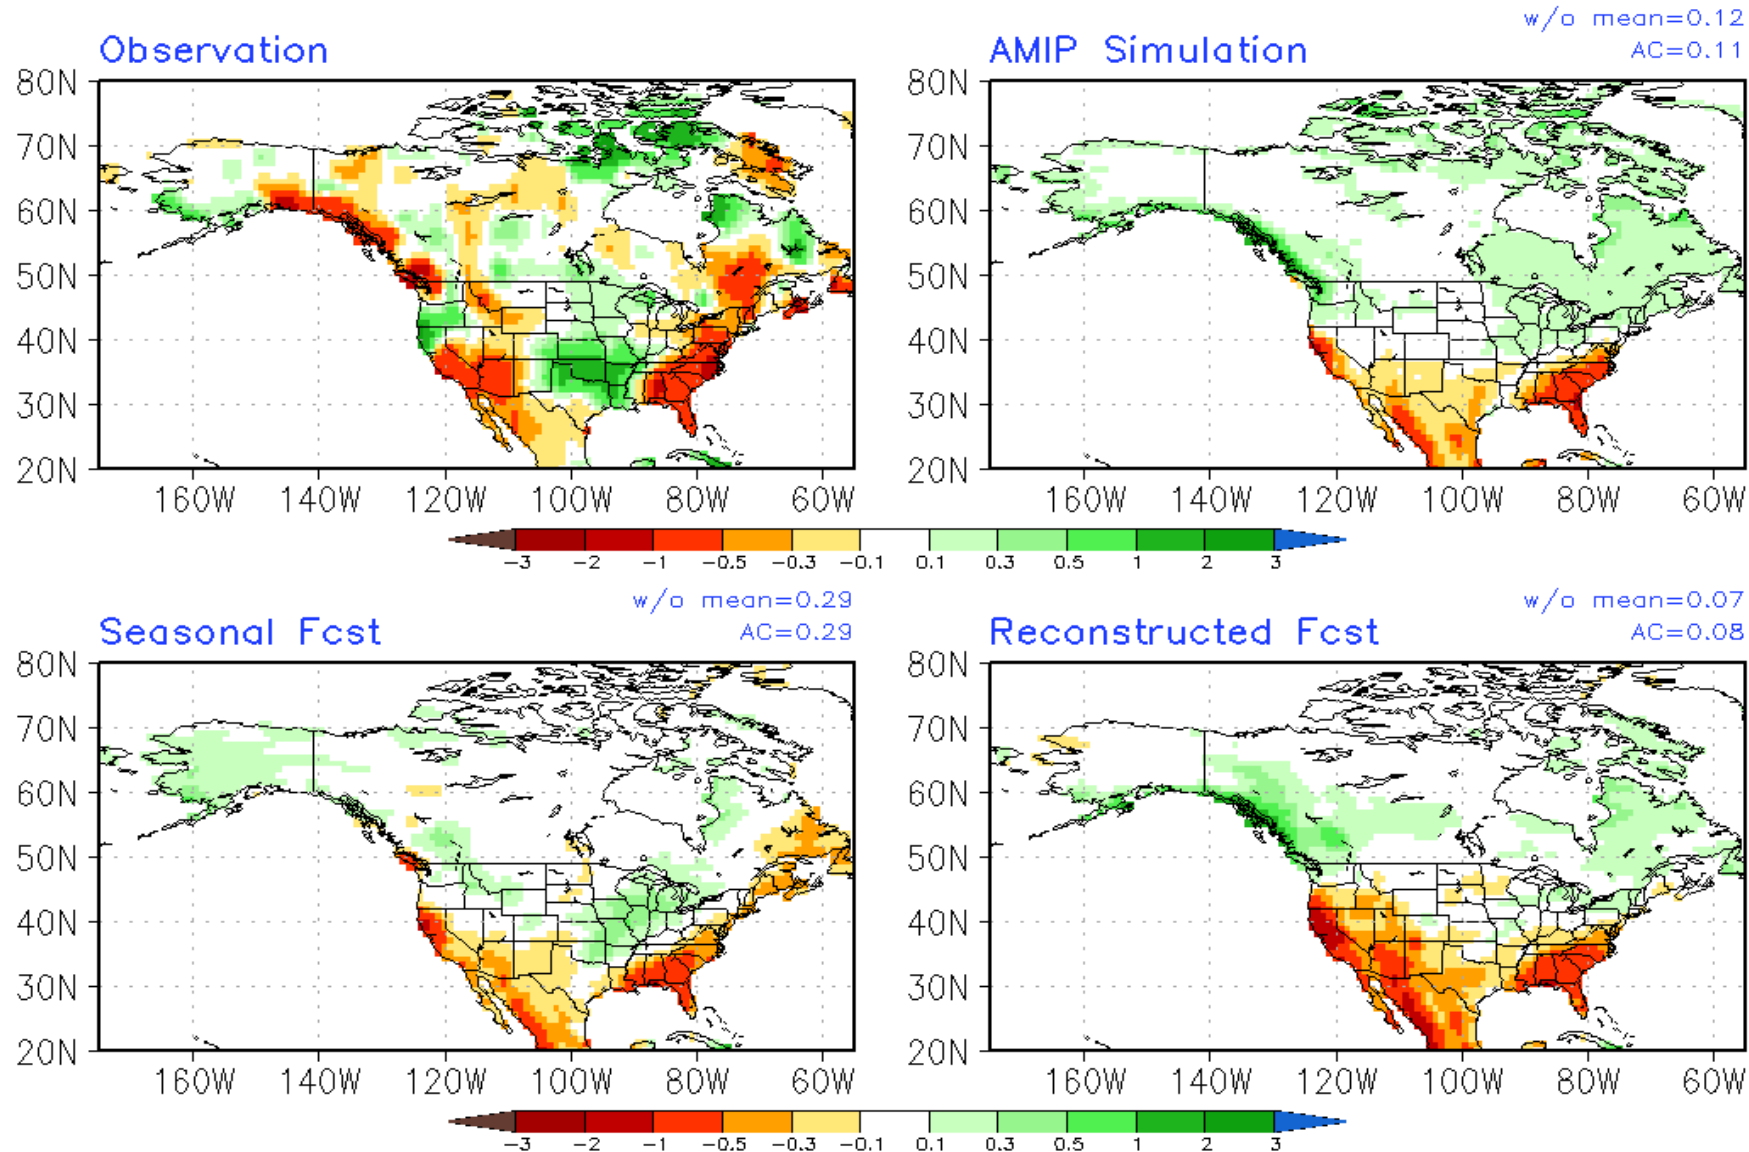 w/o mean=0.12
Observation
AMIP Simulation
AC=0.11
80N
70N
60N
50N
40N
30N
20N
160W 140W 120W 100W 80W 60W
80N
70N
60N
50N
40N
30N
20N
160W 140W 120W 100W 80W 60W
-3 -2 -1 -0.5 -0.3 -0.1 0.1 0.3 0.5 1 2 3
w/o mean=0.29
Seasonal Fcst
AC=0.29
w/o mean=0.07
Reconstructed Fcst
AC=0.08
80N
70N
60N
50N
40N
30N
20N
160W 140W 120W 100W 80W 60W
80N
70N
60N
50N
40N
30N
20N
160W 140W 120W 100W 80W 60W
-3 -2 -1 -0.5 -0.3 -0.1 0.1 0.3 0.5 1 2 3